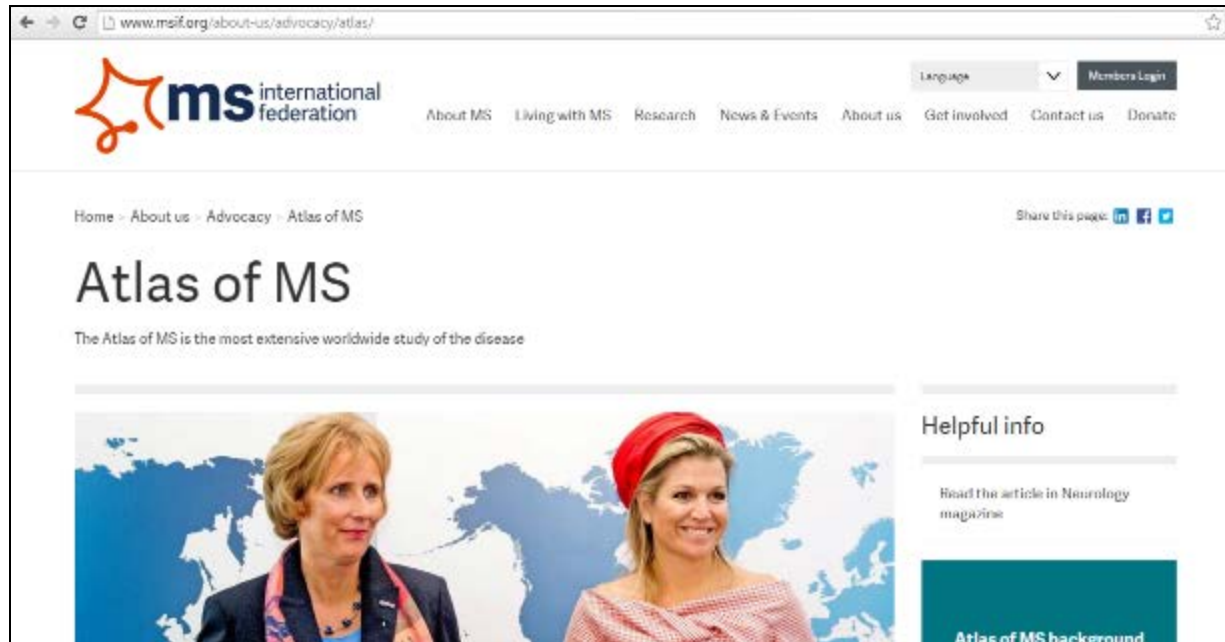 www.msif.org/about-us/advocacy/atlas/
ms international
federation
Language
Members Login
About MS Living with MS Research News & Events About us Get involved Contact us Donate
Home > About us > Advocacy > Atlas of MS
Share this page:
Atlas of MS
The Atlas of MS is the most extensive worldwide study of the disease
Helpful info
Read the article in Neurology
magazine
Atlas of MS background